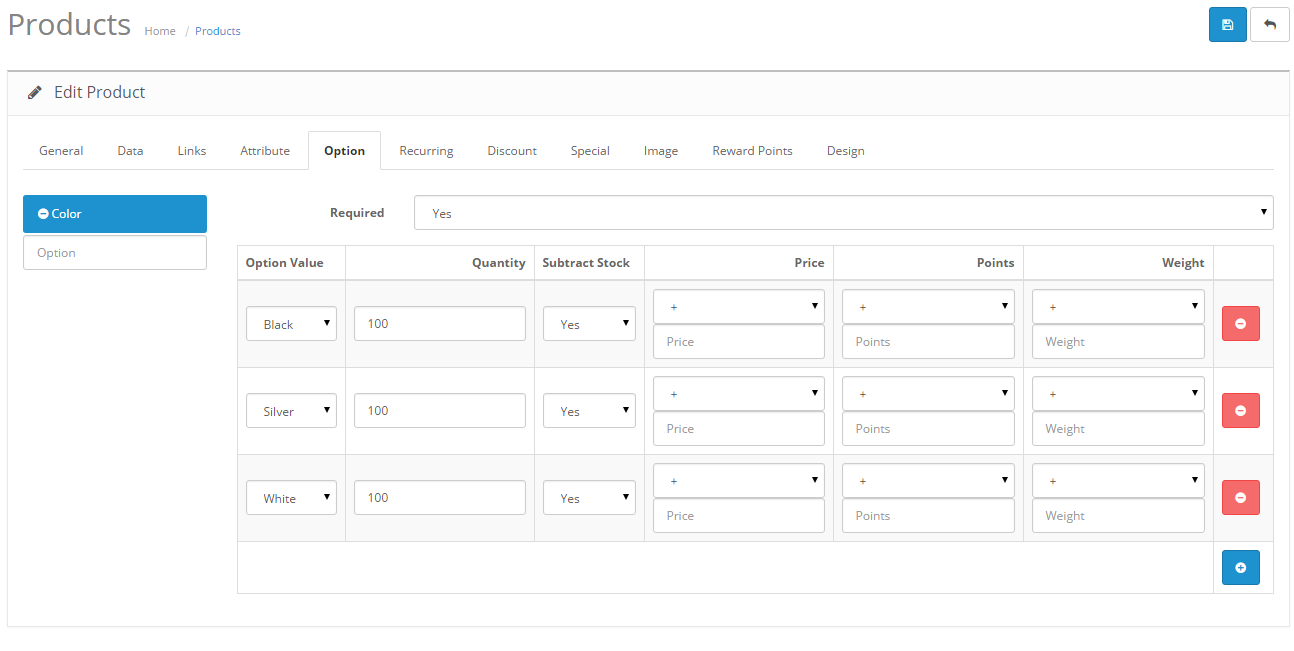 Products Home / Products
Edit Product
General Data Links Attribute Option Recurring Discount Special Image Reward Points Design
Color
Option
Required Yes
Option Value Quantity Subtract Stock Price Points Weight
Black 100 Yes + + +
Price Points Weight
Silver 100 Yes + + +
Price Points Weight
White 100 Yes + + +
Price Points Weight